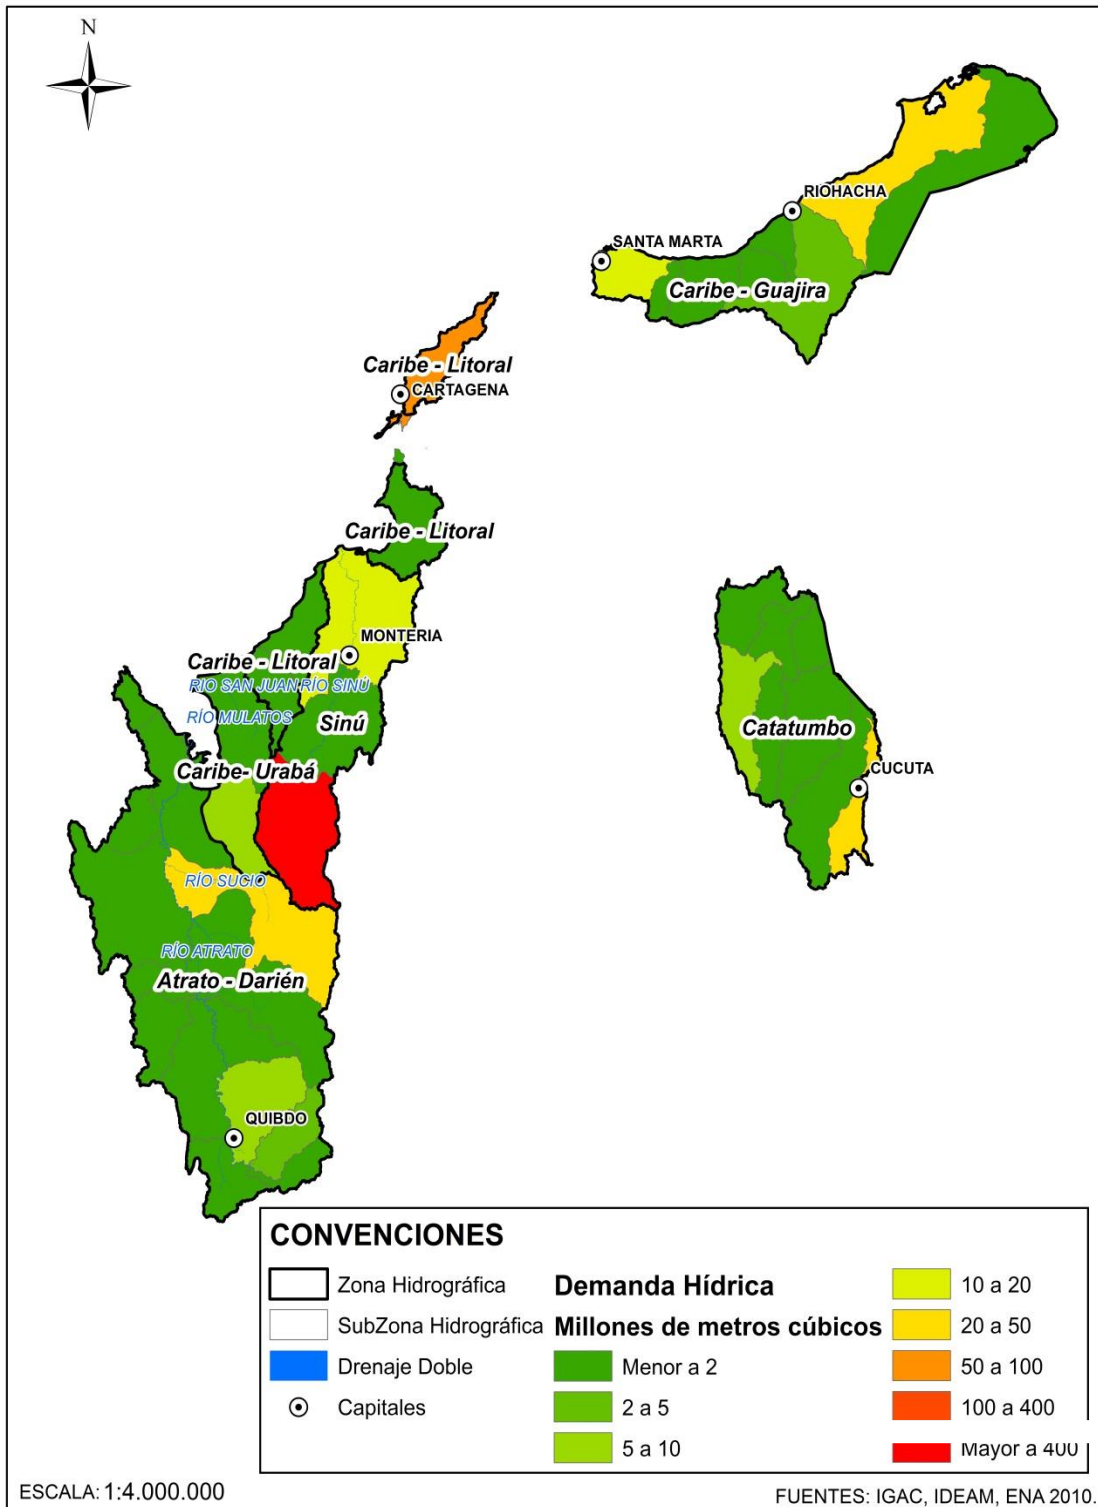 N
RIOHACHA
SANTA MARTA
Caribe - Guajira
Caribe - Litoral
CARTAGENA
Caribe - Litoral
MONTERIA
Caribe - Litoral
RIO SAN JUAN RÍO SINÚ
RÍO MULATOS
Sinú
Catatumbo
Caribe- Urabá
CUCUTA
RÍO SUCIO
RÍO ATRATO
Atrato - Darién
QUIBDO
CONVENCIONES
Zona Hidrográfica
SubZona Hidrográfica
Drenaje Doble
Capitales
Demanda Hídrica
Millones de metros cúbicos
Menor a 2
2 a 5
5 a 10
10 a 20
20 a 50
50 a 100
100 a 400
Mayor a 400
ESCALA: 1:4.000.000
FUENTES: IGAC, IDEAM, ENA 2010.